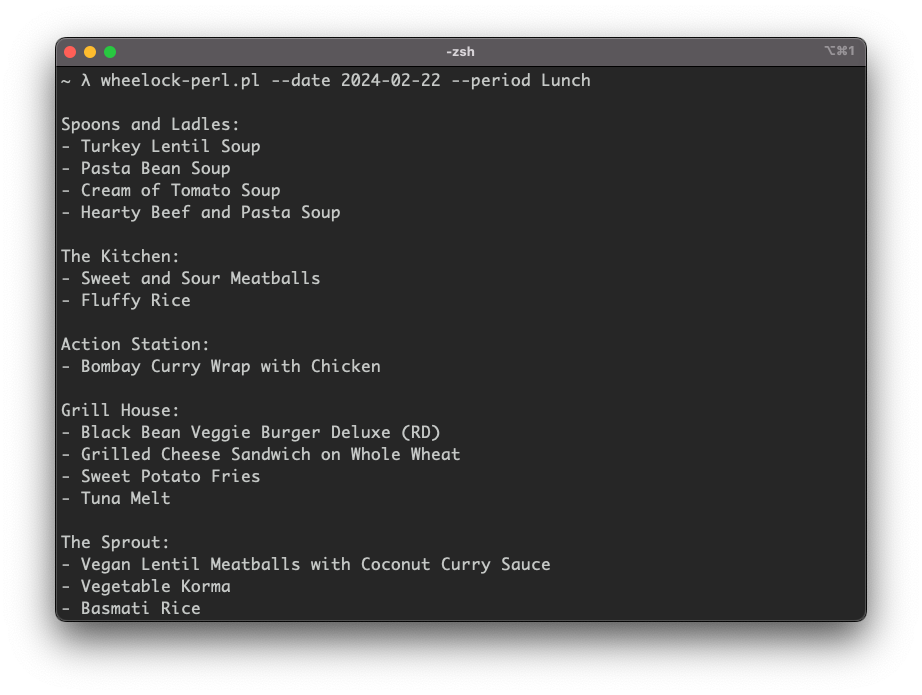 -zsh
⌥⌘1
~ λ wheelock-perl.pl --date 2024-02-22 --period Lunch
Spoons and Ladles:
- Turkey Lentil Soup
- Pasta Bean Soup
- Cream of Tomato Soup
- Hearty Beef and Pasta Soup
The Kitchen:
- Sweet and Sour Meatballs
- Fluffy Rice
Action Station:
- Bombay Curry Wrap with Chicken
Grill House:
- Black Bean Veggie Burger Deluxe (RD)
- Grilled Cheese Sandwich on Whole Wheat
- Sweet Potato Fries
- Tuna Melt
The Sprout:
- Vegan Lentil Meatballs with Coconut Curry Sauce
- Vegetable Korma
- Basmati Rice